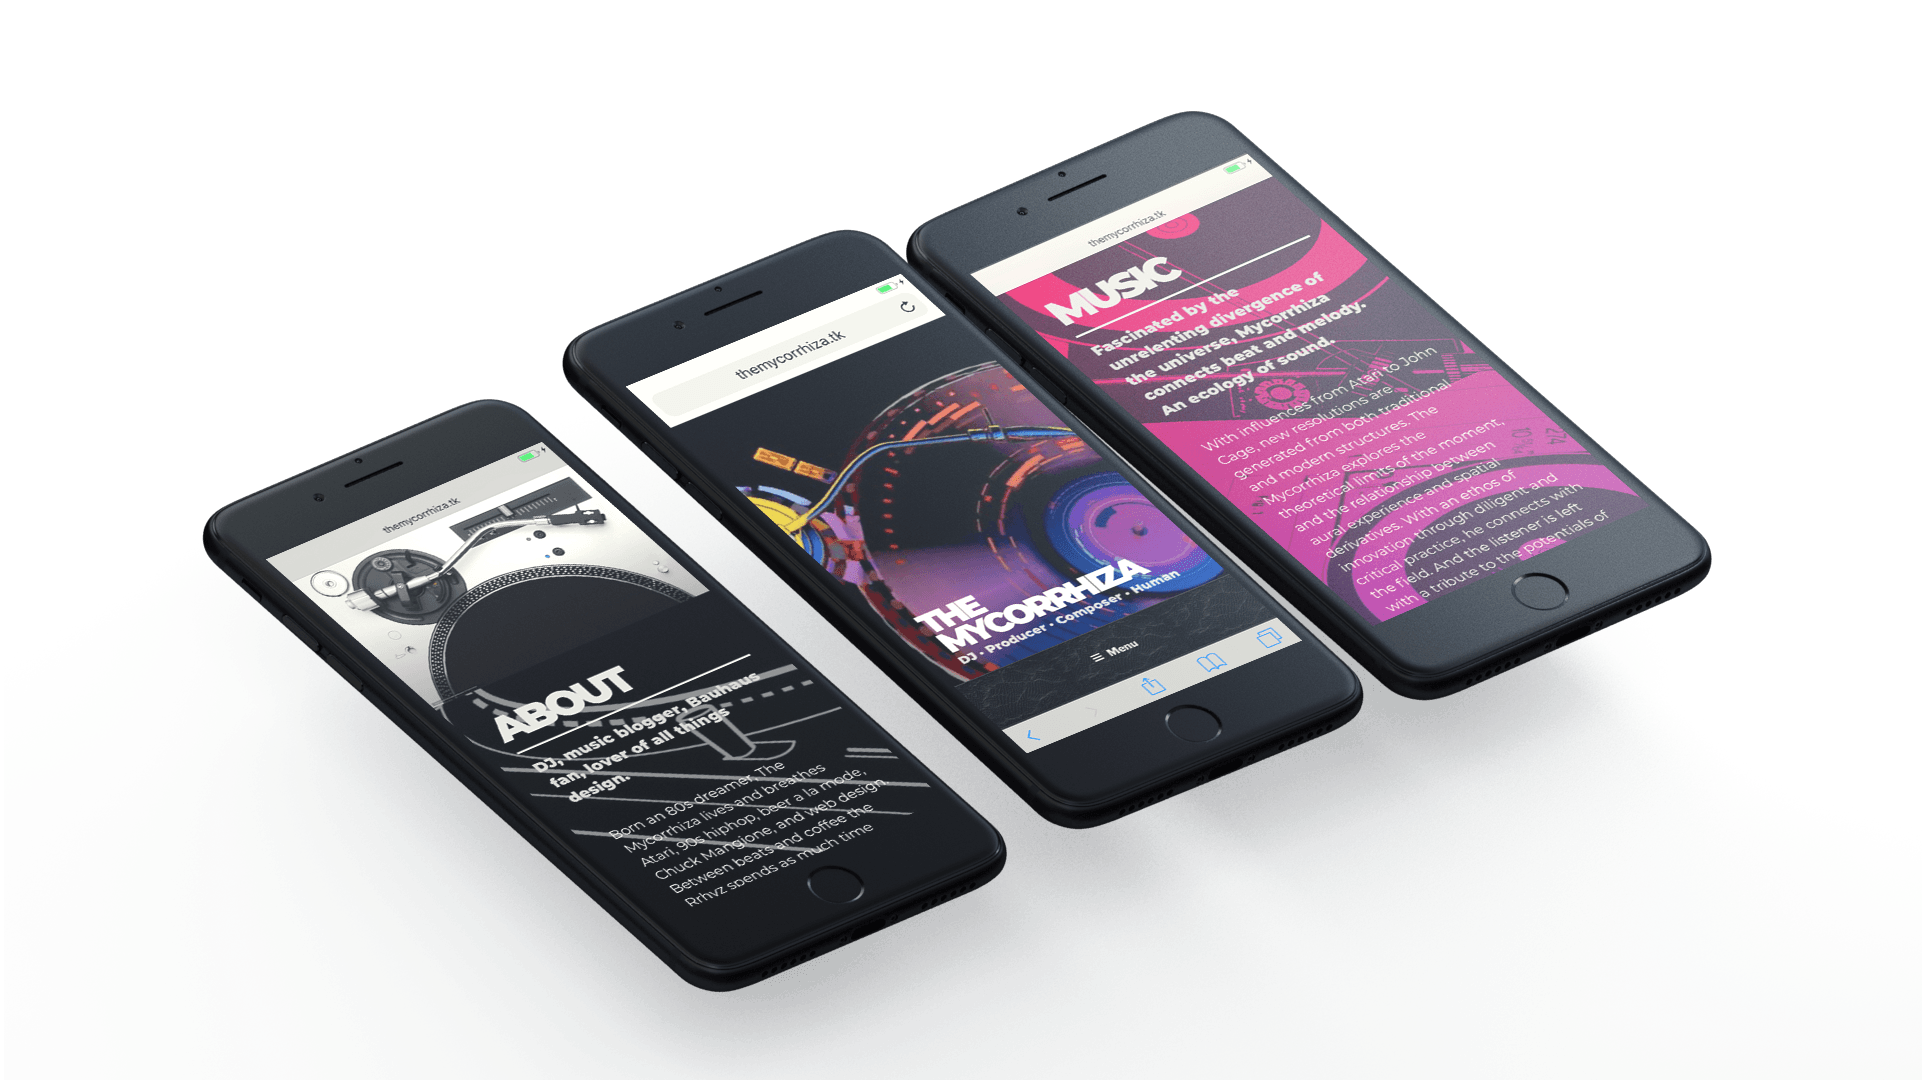 themycorrhiza.tk
ABOUT
DJ, music blogger, Bauhaus
fan, lover of all things
design.
Born an 80s dreamer, The
Mycorrhiza lives and breathes
Atari, 90s hiphop, beer a la mode,
Chuck Mangione, and web design.
Between beats and coffee the
Rrhyz spends as much time
themycorrhiza.tk
THE
MYCORRHIZA
DJ • Producer • Composer • Human
Menu
themycorrhiza.tk
MUSIC
Fascinated by the
unrelenting divergence of
the universe, Mycorrhiza
connects beat and melody.
An ecology of sound.
With influences from Atari to John
Cage, new resolutions are
generated from both traditional
and modern structures. The
Mycorrhiza explores the
theoretical limits of the moment,
and the relationship between
aural experience and spatial
derivatives. With an ethos of
innovation through diligent and
critical practice, he connects with
the field. And the listener is left
with a tribute to the potentials of